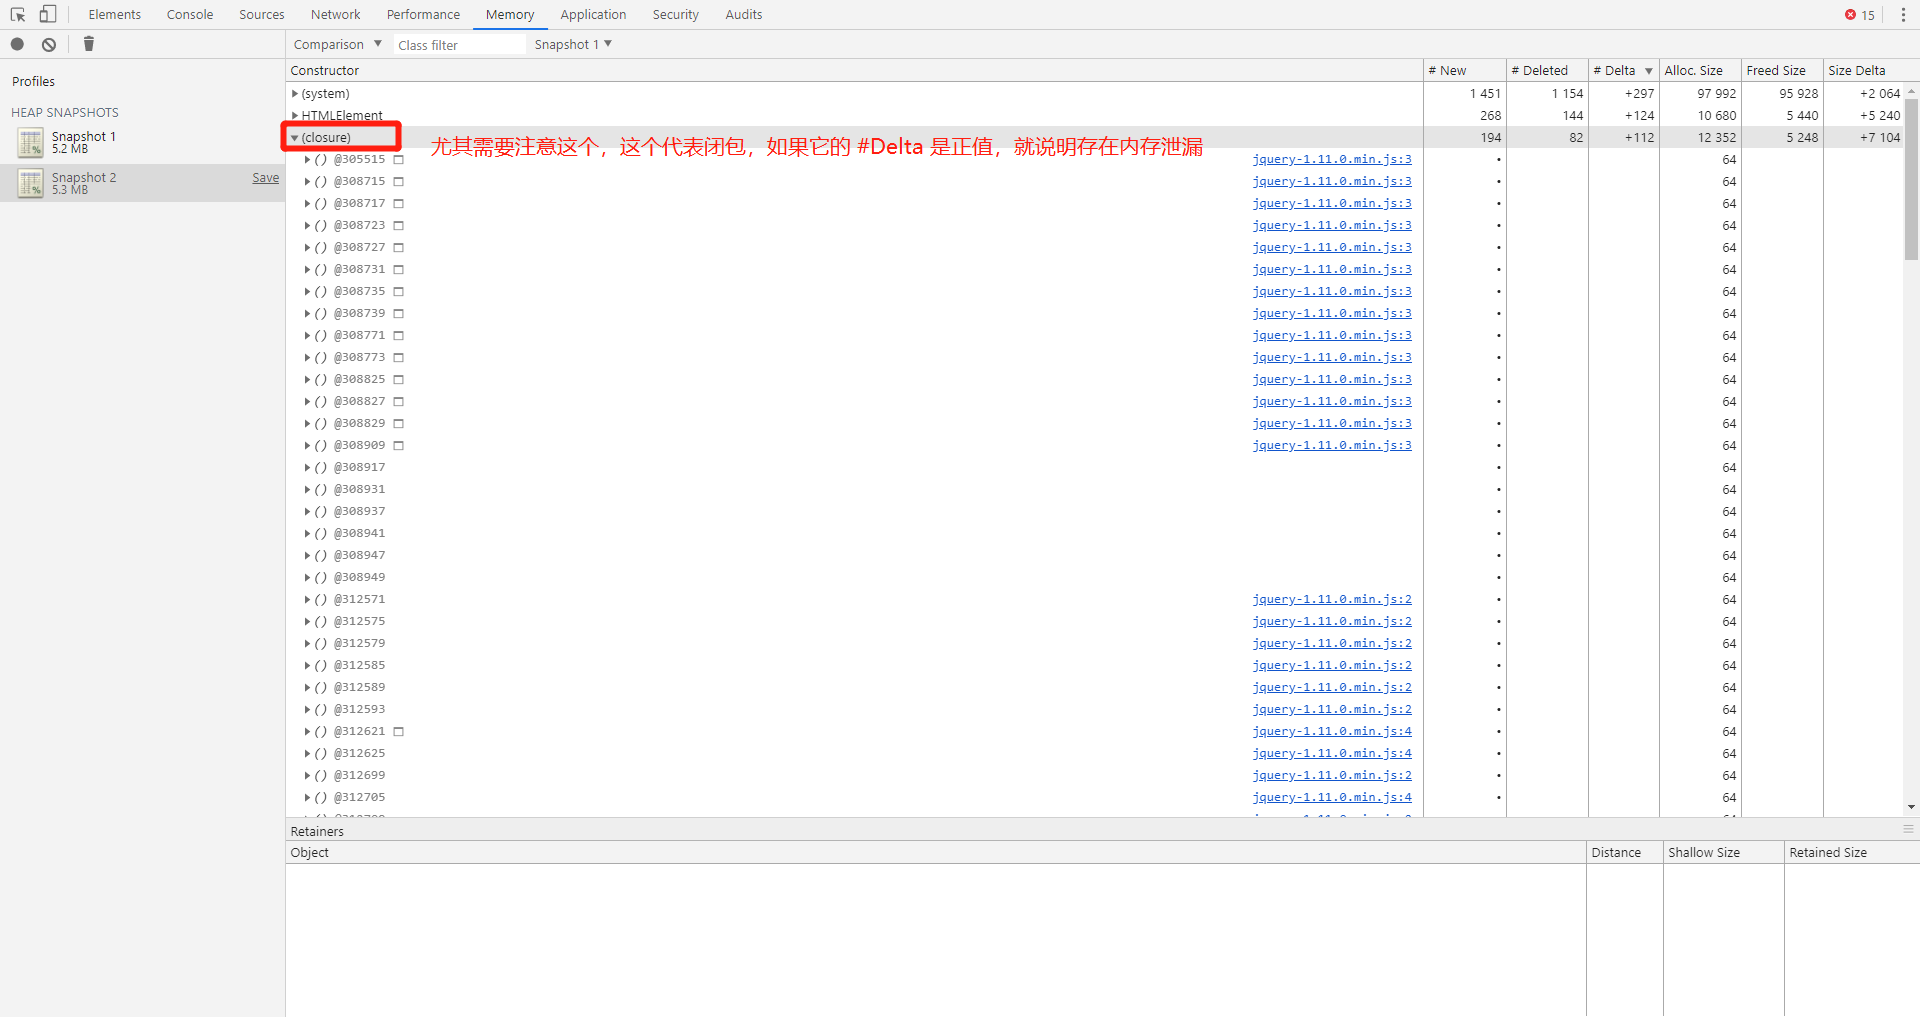 Elements Console Sources Network Performance Memory Application Security Audits 15
Comparison Class filter Snapshot 1
Profiles
HEAP SNAPSHOTS
Snapshot 1
5.2 MB
Snapshot 2 Save
5.3 MB
Constructor # New # Deleted # Delta Alloc. Size Freed Size Size Delta
(system) 1 451 1 154 +297 97 992 95 928 +2 064
HTMLElement 268 144 +124 10 680 5 440 +5 240
(closure) 194 82 +112 12 352 5 248 +7 104
尤其需要注意这个，这个代表闭包，如果它的 #Delta 是正值，就说明存在内存泄漏
() @305515 jquery-1.11.0.min.js:3 • 64
() @308715 jquery-1.11.0.min.js:3 • 64
() @308717 jquery-1.11.0.min.js:3 • 64
() @308723 jquery-1.11.0.min.js:3 • 64
() @308727 jquery-1.11.0.min.js:3 • 64
() @308731 jquery-1.11.0.min.js:3 • 64
() @308735 jquery-1.11.0.min.js:3 • 64
() @308739 jquery-1.11.0.min.js:3 • 64
() @308771 jquery-1.11.0.min.js:3 • 64
() @308773 jquery-1.11.0.min.js:3 • 64
() @308825 jquery-1.11.0.min.js:3 • 64
() @308827 jquery-1.11.0.min.js:3 • 64
() @308829 jquery-1.11.0.min.js:3 • 64
() @308909 jquery-1.11.0.min.js:3 • 64
() @308917 • 64
() @308931 • 64
() @308937 • 64
() @308941 • 64
() @308947 • 64
() @308949 • 64
() @312571 jquery-1.11.0.min.js:2 • 64
() @312575 jquery-1.11.0.min.js:2 • 64
() @312579 jquery-1.11.0.min.js:2 • 64
() @312585 jquery-1.11.0.min.js:2 • 64
() @312589 jquery-1.11.0.min.js:2 • 64
() @312593 jquery-1.11.0.min.js:2 • 64
() @312621 jquery-1.11.0.min.js:4 • 64
() @312625 jquery-1.11.0.min.js:4 • 64
() @312699 jquery-1.11.0.min.js:2 • 64
() @312705 jquery-1.11.0.min.js:4 • 64
Retainers
Object Distance Shallow Size Retained Size